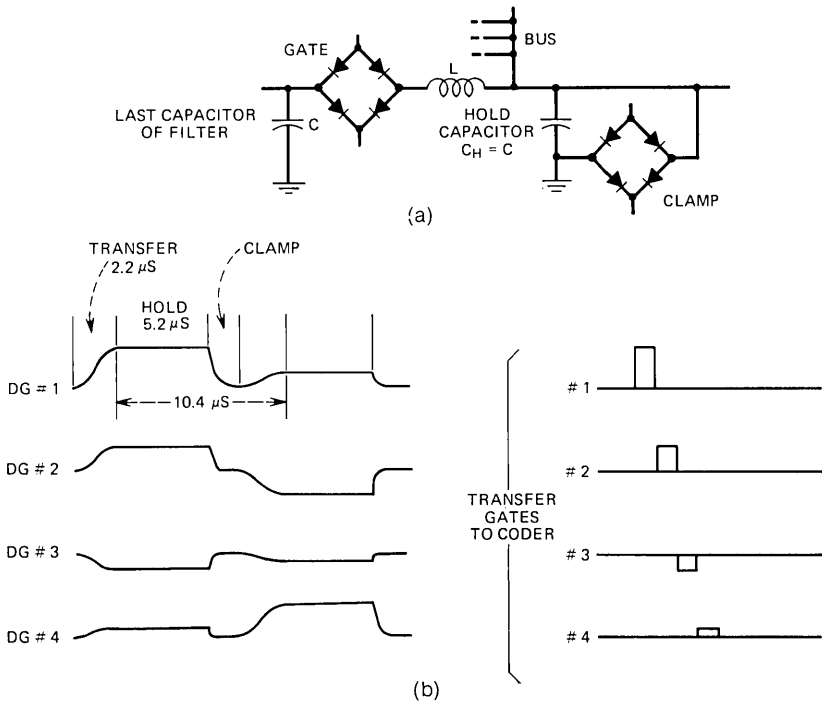 GATE
BUS
L
LAST CAPACITOR
OF FILTER
C
HOLD
CAPACITOR
C_H = C
CLAMP
(a)
TRANSFER
2.2 μS
CLAMP
HOLD
5.2 μS
DG # 1
10.4 μS
DG # 2
DG # 3
DG # 4
TRANSFER
GATES
TO CODER
# 1
# 2
# 3
# 4
(b)